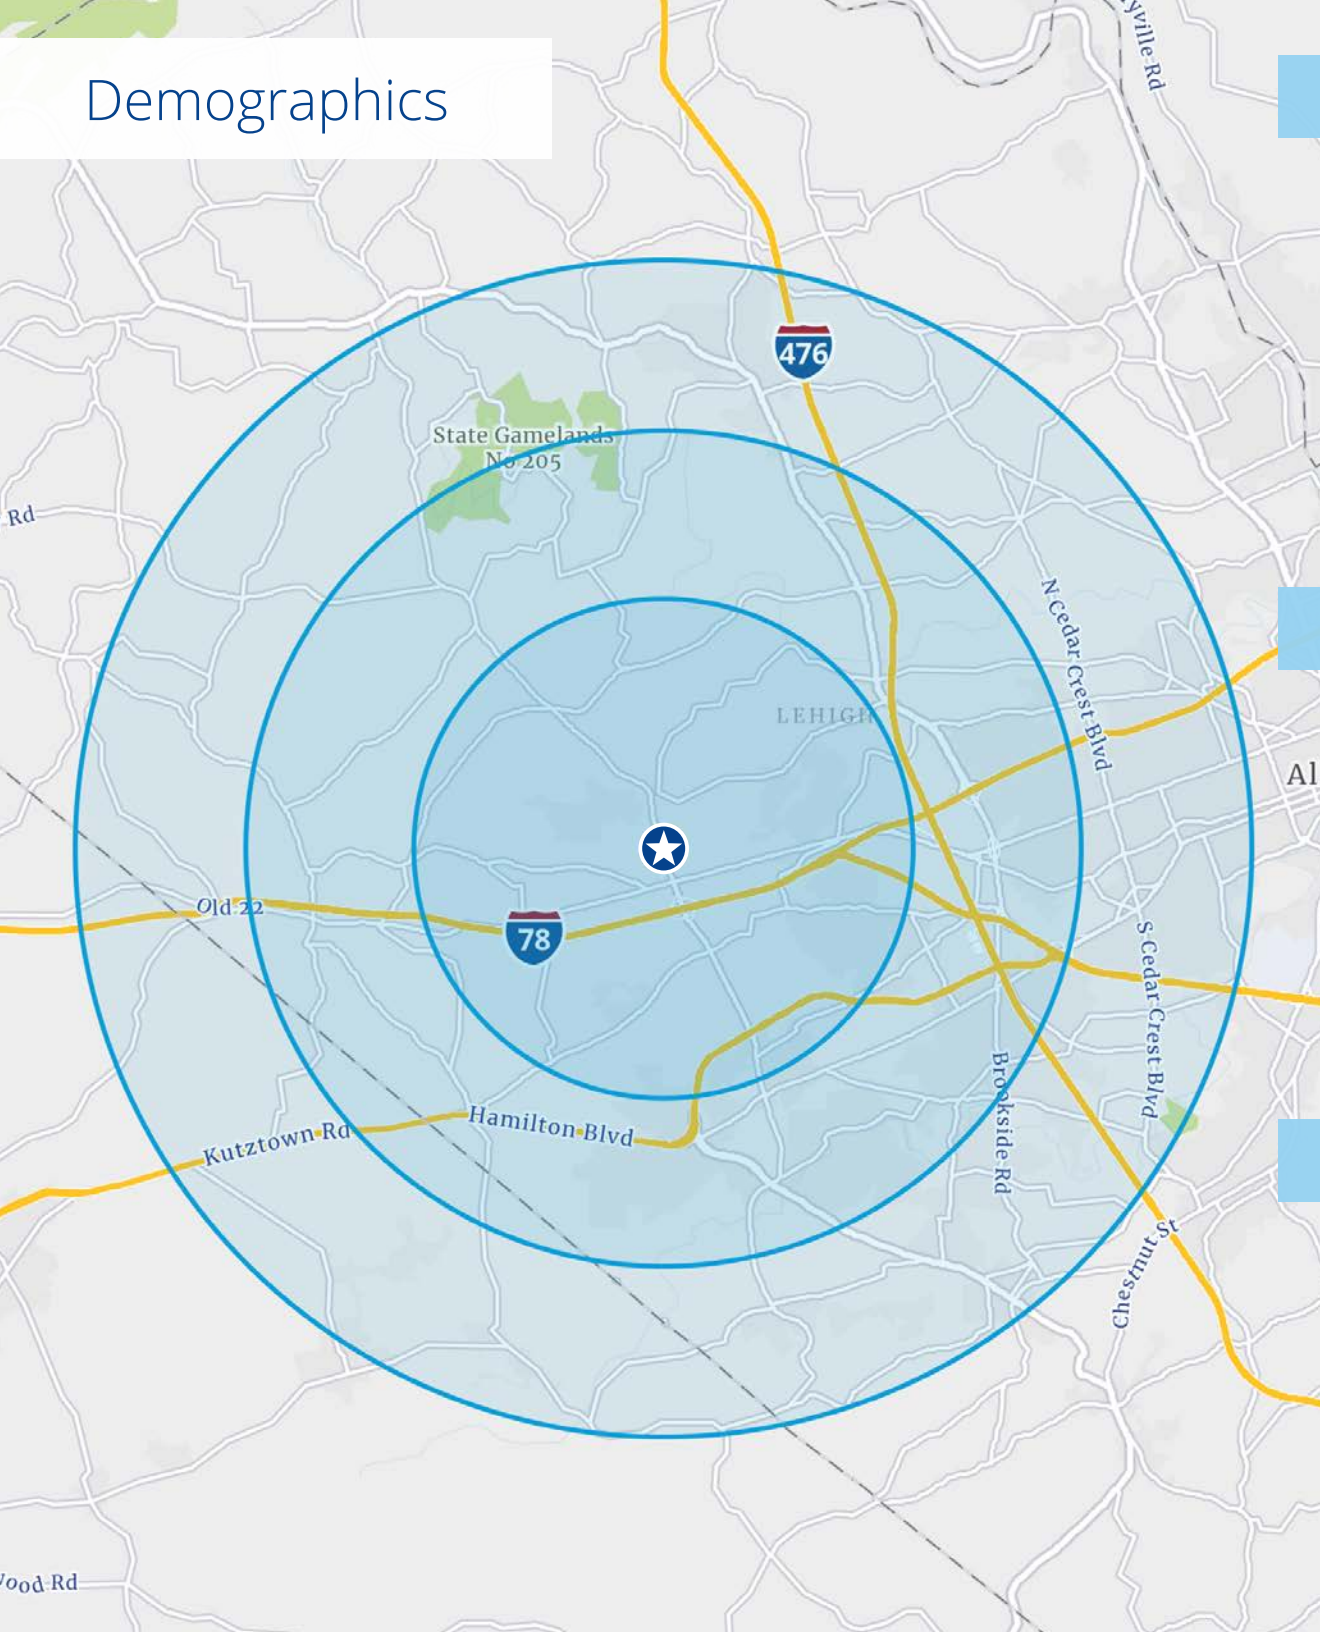 yville Rd
Demographics
476
State Gamelands
No 205
Rd
N Cedar Crest Blvd
LEHIGH
Al
Old 22
78
S Cedar Crest Blvd
Brookside Rd
Hamilton Blvd
Kutztown Rd
Chestnut St
ood Rd